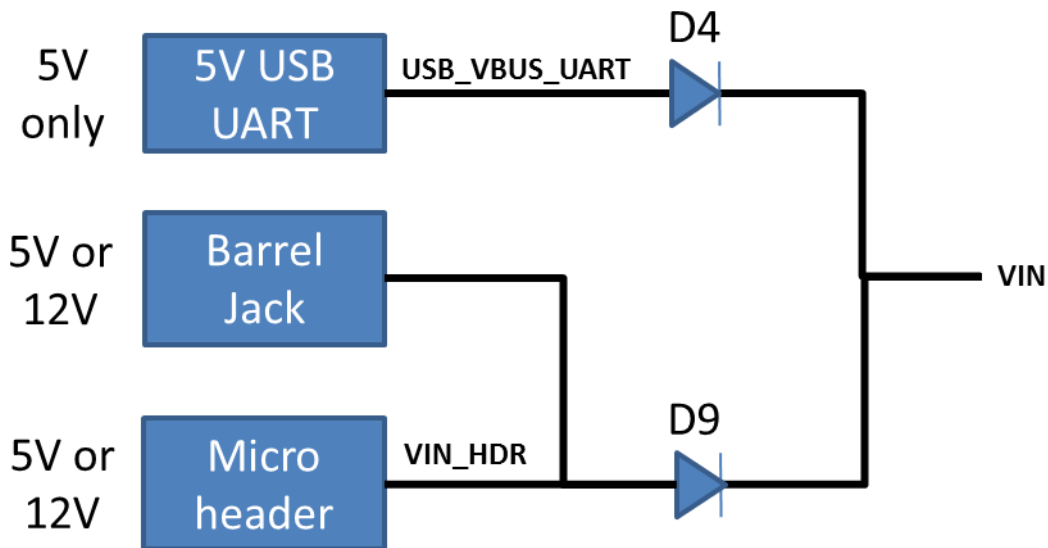 D4
5V
only
5V USB
UART
USB_VBUS_UART
5V or
12V
Barrel
Jack
VIN
D9
5V or
12V
Micro
header
VIN_HDR